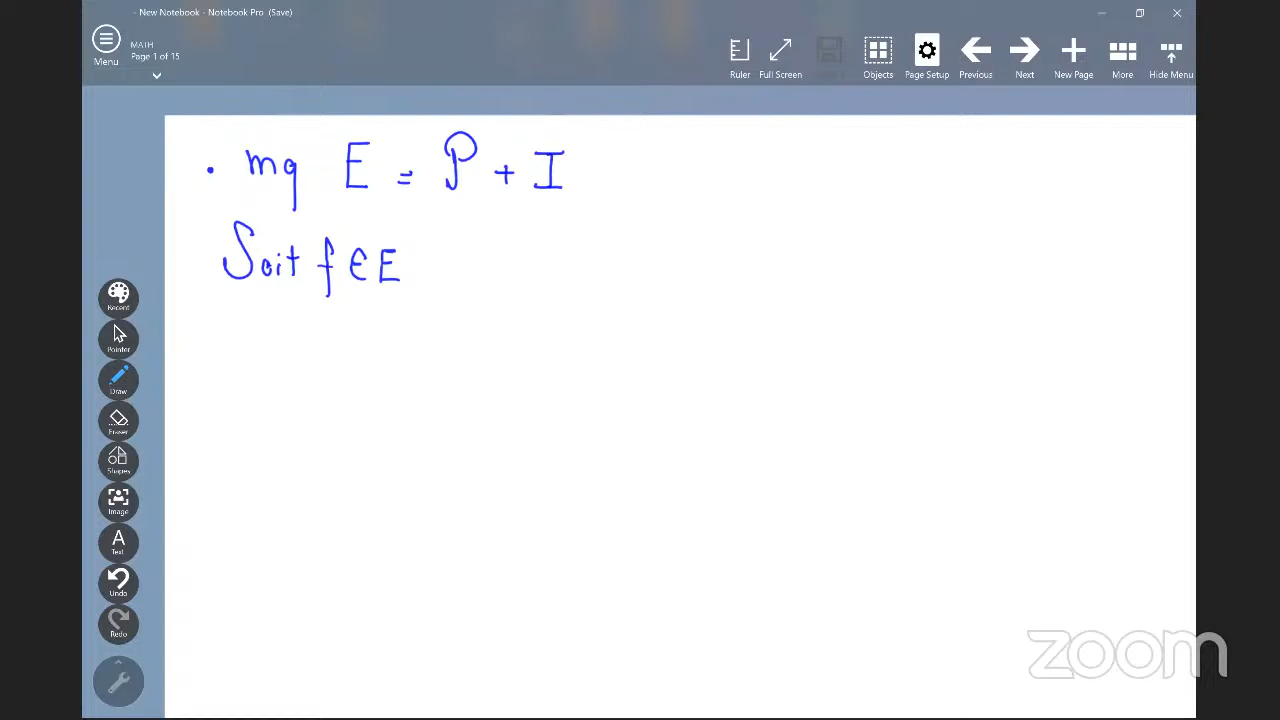 - New Notebook - Notebook Pro (Save)
Menu
MATH
Page 1 of 15
Ruler
Full Screen
Objects
Page Setup
Previous
Next
New Page
More
Hide Menu
• mq E = P + I
Soit f ∈ E
Recent
Pointer
Draw
Eraser
Shapes
Image
Text
Undo
Redo
zoom